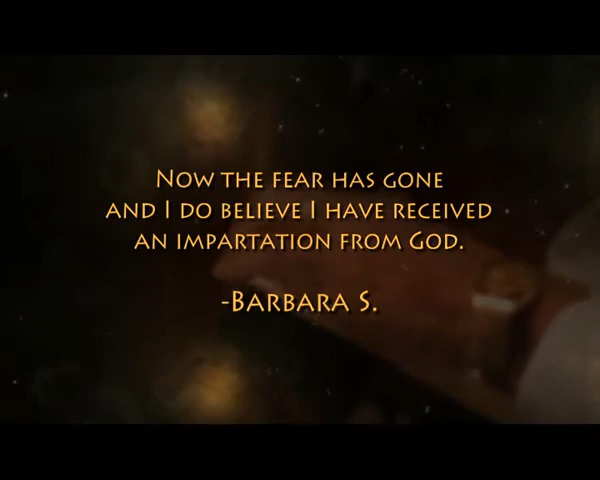 Now the fear has gone
and I do believe I have received
an impartation from God.
-Barbara S.